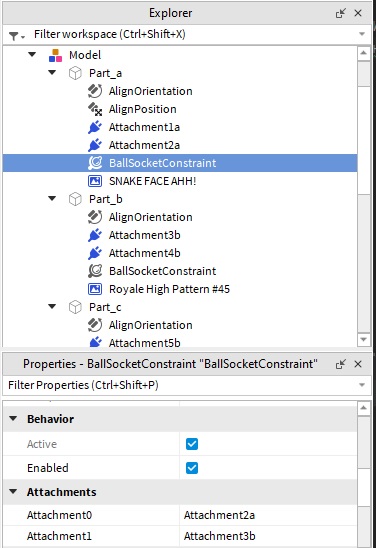 Explorer
Filter workspace (Ctrl+Shift+X)
Model
Part_a
AlignOrientation
AlignPosition
Attachment1a
Attachment2a
BallSocketConstraint
SNAKE FACE AHH!
Part_b
AlignOrientation
Attachment3b
Attachment4b
BallSocketConstraint
Royale High Pattern #45
Part_c
AlignOrientation
Attachment5b
Properties - BallSocketConstraint "BallSocketConstraint"
Filter Properties (Ctrl+Shift+P)
Behavior
Active
Enabled
Attachments
Attachment0 Attachment2a
Attachment1 Attachment3b